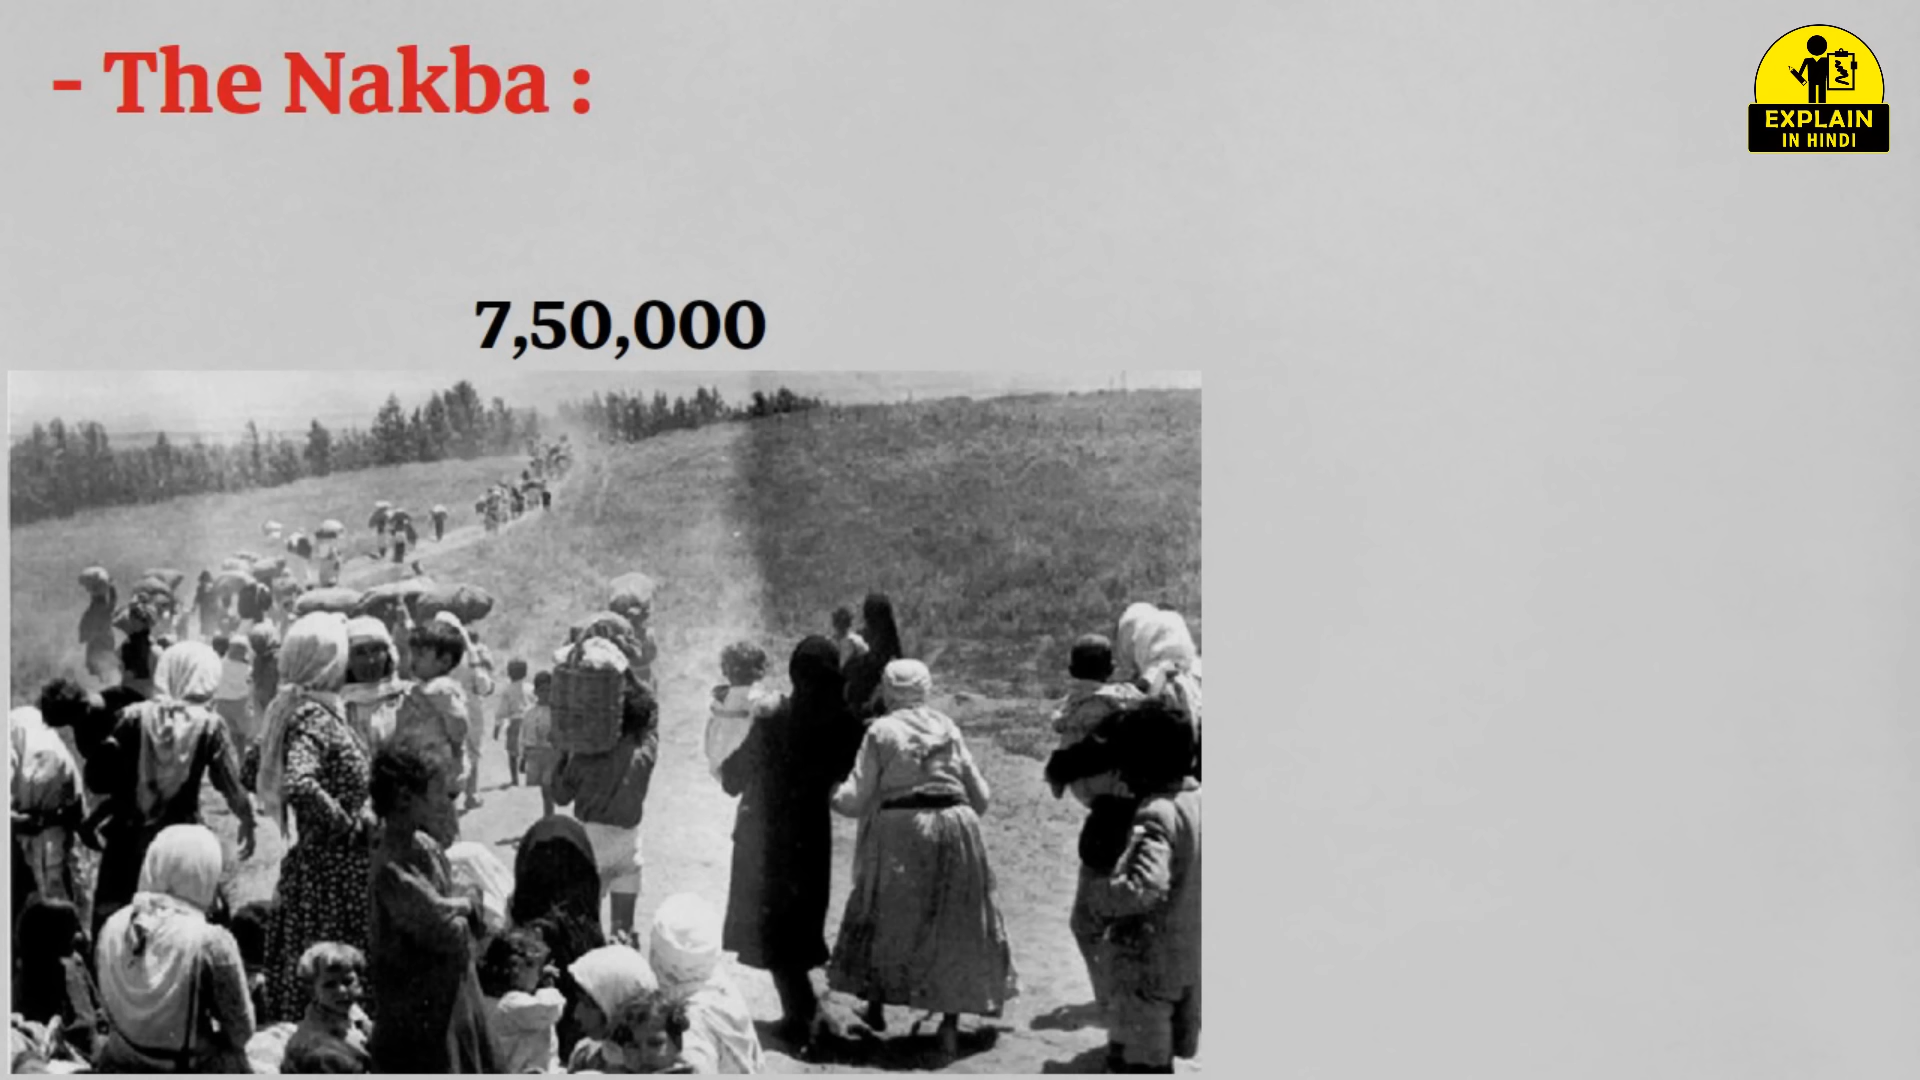 - The Nakba :
EXPLAIN
IN HINDI
7,50,000